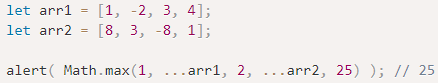 let arr1 = [1, -2, 3, 4];
let arr2 = [8, 3, -8, 1];
alert( Math.max(1, ...arr1, 2, ...arr2, 25) ); // 25